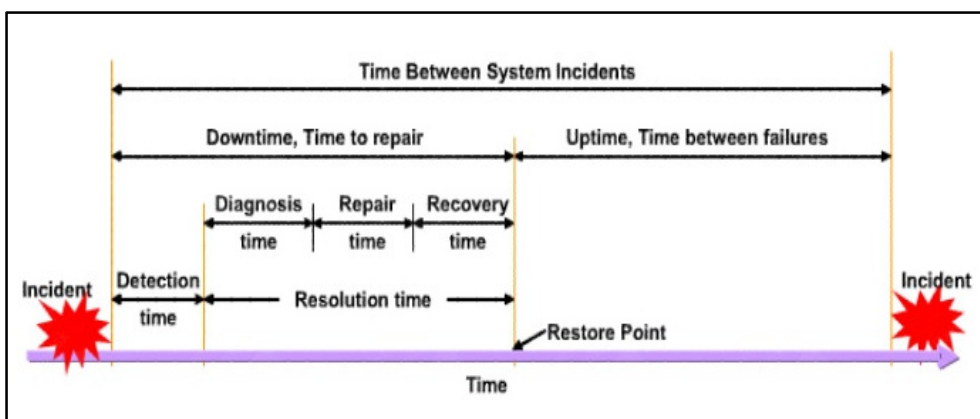 Time Between System Incidents
Downtime, Time to repair
Uptime, Time between failures
Diagnosis
time
Repair
time
Recovery
time
Incident
Detection
time
Resolution time
Restore Point
Incident
Time